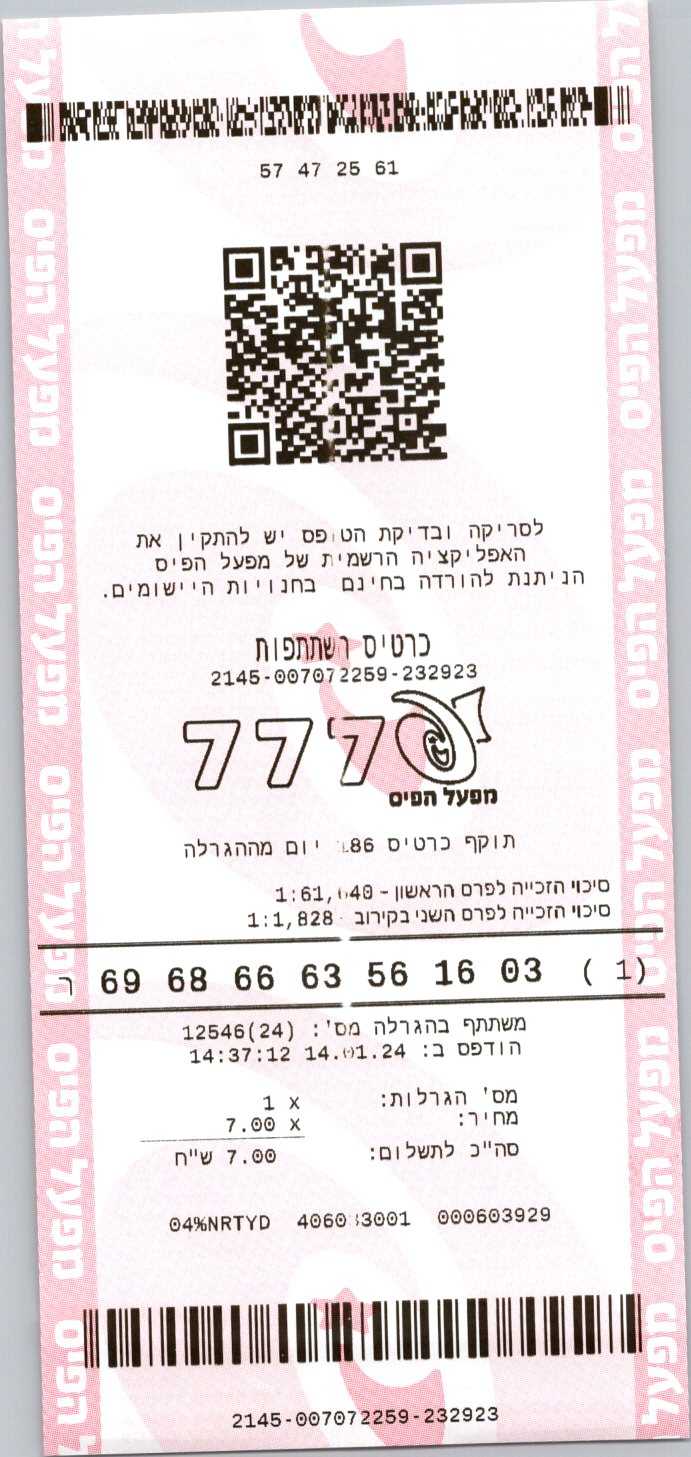 57 47 25 61
לסריקה ובדיקת הטופס יש להתקין את
האפליקציה הרשמית של מפעל הפיס
הניתנת להורדה בחינם בחנויות היישומים.
כרטיס השתתפות
2145-007072259-232923
777
מפעל הפיס
תוקף כרטיס 186 יום מההגרלה
סיכוי הזכייה לפרס הראשון - 1:61,640
סיכוי הזכייה לפרס השני בקירוב - 1:1,828
(1) 03 16 56 63 66 68 69 ר
משתתף בהגרלה מס': 12546(24)
הודפס ב: 14.01.24 14:37:12
מס' הגרלות: x 1
מחיר: x 7.00
סה"כ לתשלום: 7.00 ש"ח
04%NRTYD 000603929
2145-007072259-232923
מפעל הפיס
מפעל הפיס